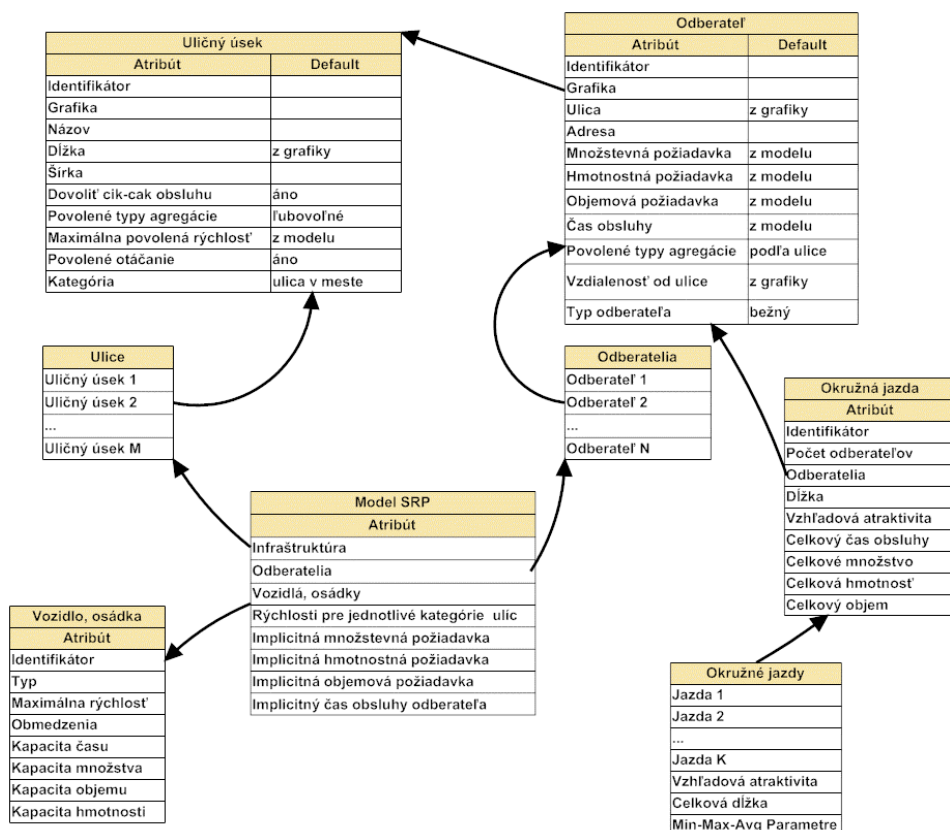 Uličný úsek
Atribút Default
Identifikátor
Grafika
Názov
Dĺžka z grafiky
Šírka
Dovoliť cik-cak obsluhu áno
Povolené typy agregácie ľubovoľné
Maximálna povolená rýchlosť z modelu
Povolené otáčanie áno
Kategória ulica v meste
Odberateľ
Atribút Default
Identifikátor
Grafika
Ulica z grafiky
Adresa
Množstevná požiadavka z modelu
Hmotnostná požiadavka z modelu
Objemová požiadavka z modelu
Čas obsluhy z modelu
Povolené typy agregácie podľa ulice
Vzdialenosť od ulice z grafiky
Typ odberateľa bežný
Ulice
Uličný úsek 1
Uličný úsek 2
...
Uličný úsek M
Odberatelia
Odberateľ 1
Odberateľ 2
...
Odberateľ N
Okružná jazda
Atribút
Identifikátor
Počet odberateľov
Odberatelia
Dĺžka
Vzhľadová atraktivita
Celkový čas obsluhy
Celkové množstvo
Celková hmotnosť
Celkový objem
Model SRP
Atribút
Infraštruktúra
Odberatelia
Vozidlá, osádky
Rýchlosti pre jednotlivé kategórie ulíc
Implicitná množstevná požiadavka
Implicitná hmotnostná požiadavka
Implicitná objemová požiadavka
Implicitný čas obsluhy odberateľa
Vozidlo, osádka
Atribút
Identifikátor
Typ
Maximálna rýchlosť
Obmedzenia
Kapacita času
Kapacita množstva
Kapacita objemu
Kapacita hmotnosti
Okružné jazdy
Jazda 1
Jazda 2
...
Jazda K
Vzhľadová atraktivita
Celková dĺžka
Min-Max-Avg Parametre